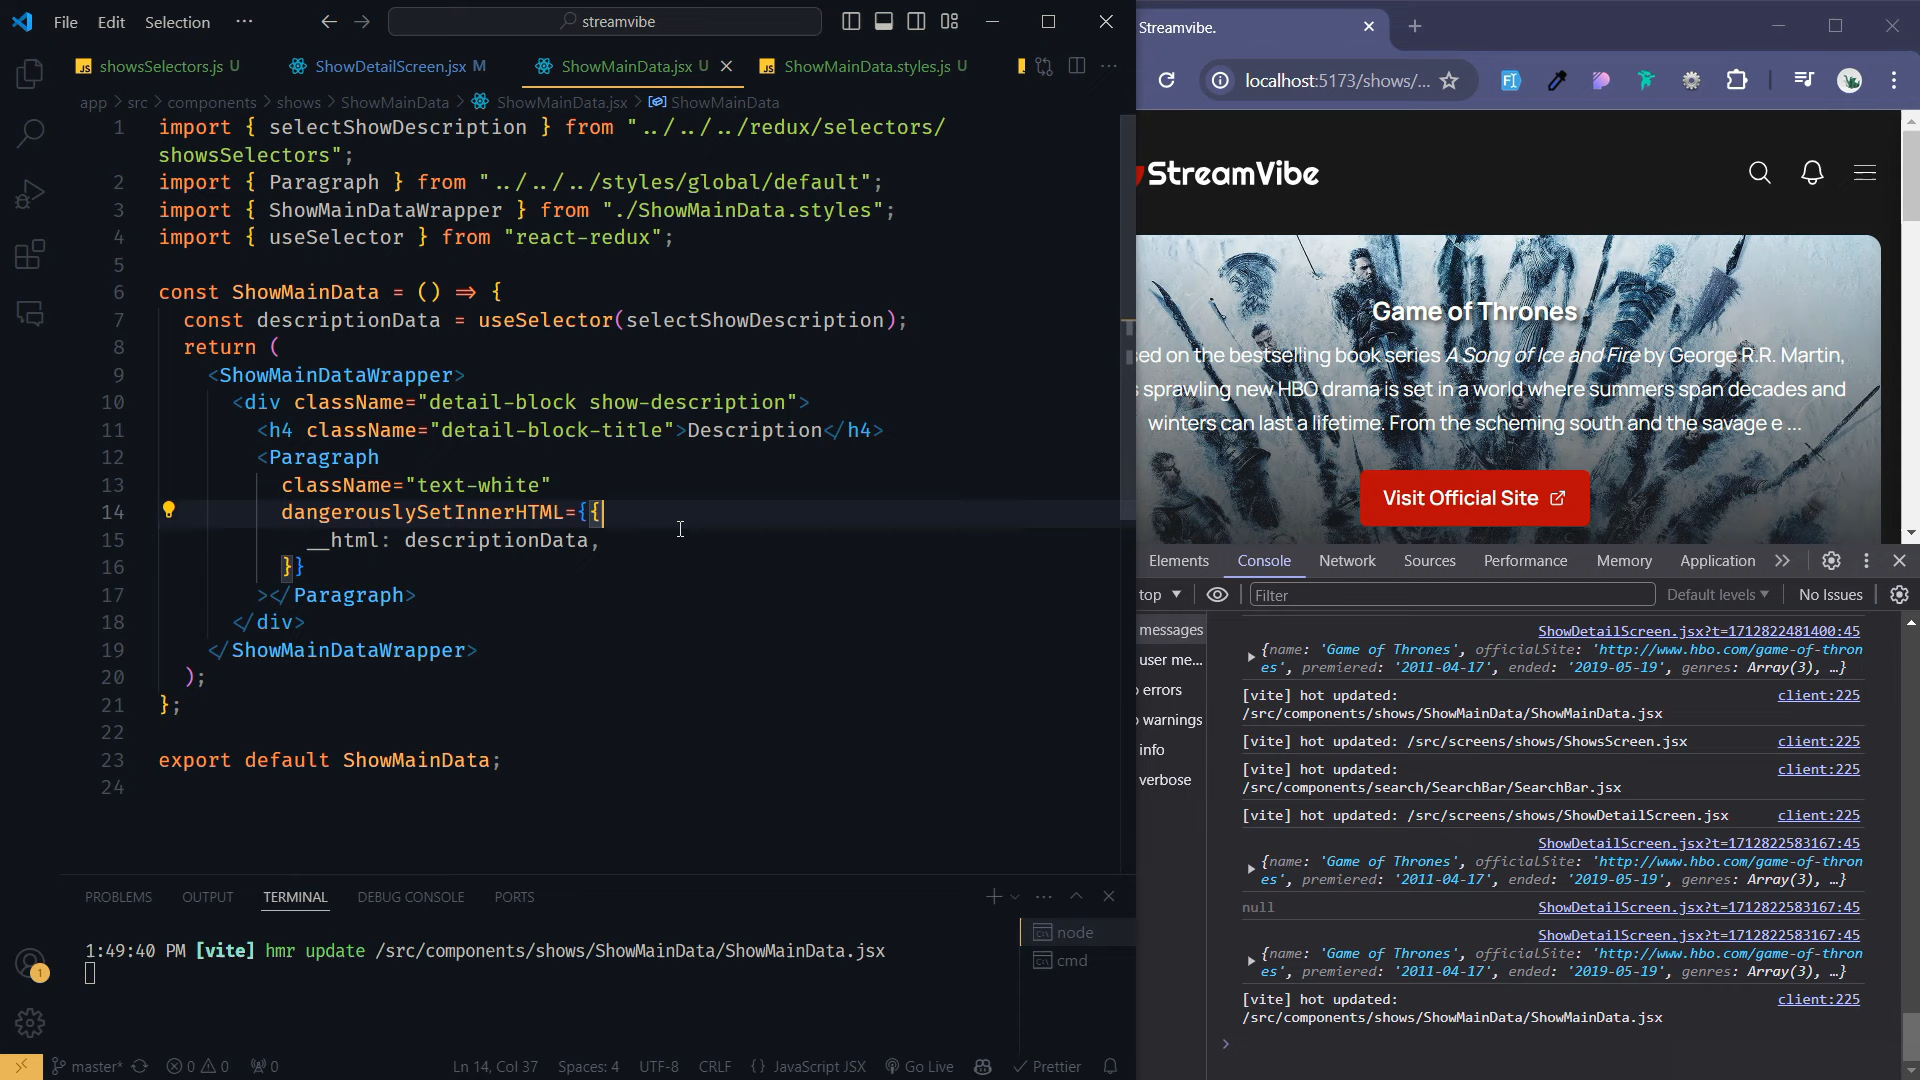 File Edit Selection ··· streamvibe
showsSelectors.js U ShowDetailScreen.jsx M ShowMainData.jsx U ShowMainData.styles.js U
app > src > components > shows > ShowMainData > ShowMainData.jsx > ShowMainData
1 import { selectShowDescription } from "../../../redux/selectors/
showsSelectors";
2 import { Paragraph } from "../../../styles/global/default";
3 import { ShowMainDataWrapper } from "./ShowMainData.styles";
4 import { useSelector } from "react-redux";
5
6 const ShowMainData = () => {
7 const descriptionData = useSelector(selectShowDescription);
8 return (
9 <ShowMainDataWrapper>
10 <div className="detail-block show-description">
11 <h4 className="detail-block-title">Description</h4>
12 <Paragraph
13 className="text-white"
14 dangerouslySetInnerHTML={{
15 __html: descriptionData,
16 }}
17 ></Paragraph>
18 </div>
19 </ShowMainDataWrapper>
20 );
21 };
22
23 export default ShowMainData;
24
PROBLEMS OUTPUT TERMINAL DEBUG CONSOLE PORTS
1:49:40 PM [vite] hmr update /src/components/shows/ShowMainData/ShowMainData.jsx
node
cmd
1
master* 0 0 0 Ln 14, Col 37 Spaces: 4 UTF-8 CRLF {} JavaScript JSX Go Live Prettier
Streamvibe.
localhost:5173/shows/...
StreamVibe
Game of Thrones
ed on the bestselling book series A Song of Ice and Fire by George R.R. Martin,
s sprawling new HBO drama is set in a world where summers span decades and
winters can last a lifetime. From the scheming south and the savage e ...
Visit Official Site
Elements Console Network Sources Performance Memory Application
top Filter Default levels No Issues
messages
user me...
errors
warnings
info
verbose
ShowDetailScreen.jsx?t=1712822481400:45
{name: 'Game of Thrones', officialSite: 'http://www.hbo.com/game-of-thron
es', premiered: '2011-04-17', ended: '2019-05-19', genres: Array(3), …}
[vite] hot updated: client:225
/src/components/shows/ShowMainData/ShowMainData.jsx
[vite] hot updated: /src/screens/shows/ShowsScreen.jsx client:225
[vite] hot updated: client:225
/src/components/search/SearchBar/SearchBar.jsx
[vite] hot updated: /src/screens/shows/ShowDetailScreen.jsx client:225
ShowDetailScreen.jsx?t=1712822583167:45
{name: 'Game of Thrones', officialSite: 'http://www.hbo.com/game-of-thron
es', premiered: '2011-04-17', ended: '2019-05-19', genres: Array(3), …}
null ShowDetailScreen.jsx?t=1712822583167:45
ShowDetailScreen.jsx?t=1712822583167:45
{name: 'Game of Thrones', officialSite: 'http://www.hbo.com/game-of-thron
es', premiered: '2011-04-17', ended: '2019-05-19', genres: Array(3), …}
[vite] hot updated: client:225
/src/components/shows/ShowMainData/ShowMainData.jsx